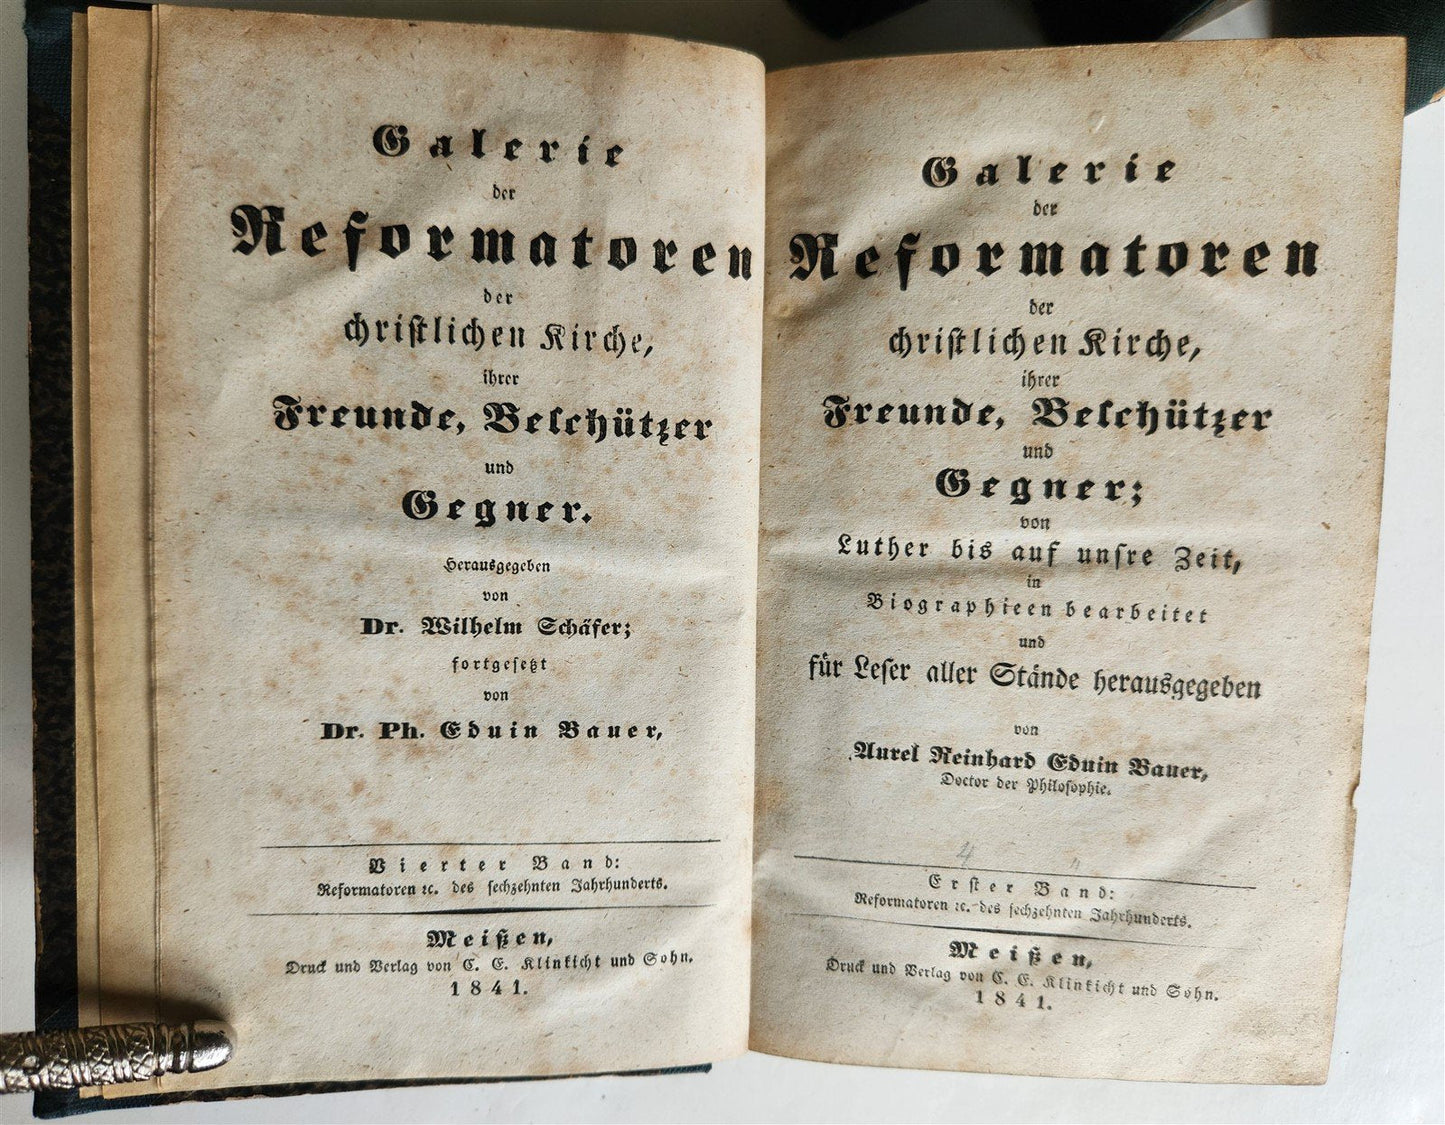 Galerie
der
Reformatoren
der
christlichen Kirche,
ihrer
Freunde, Beschützer
und
Gegner.
Herausgegeben
von
Dr. Wilhelm Schäfer;
fortgesetzt
von
Dr. Ph. Eduin Bauer,
Vierter Band:
Reformatoren ꝛc. des sechzehnten Jahrhunderts.
Meißen,
Druck und Verlag von C. E. Klinkicht und Sohn.
1841.
Galerie
der
Reformatoren
der
christlichen Kirche,
ihrer
Freunde, Beschützer
und
Gegner;
von
Luther bis auf unsre Zeit,
in
Biographieen bearbeitet
und
für Leser aller Stände herausgegeben
von
Aurel Reinhard Eduin Bauer,
Doctor der Philosophie.
4 "
Erster Band:
Reformatoren ꝛc. des sechzehnten Jahrhunderts.
Meißen,
Druck und Verlag von C. E. Klinkicht und Sohn.
1841.